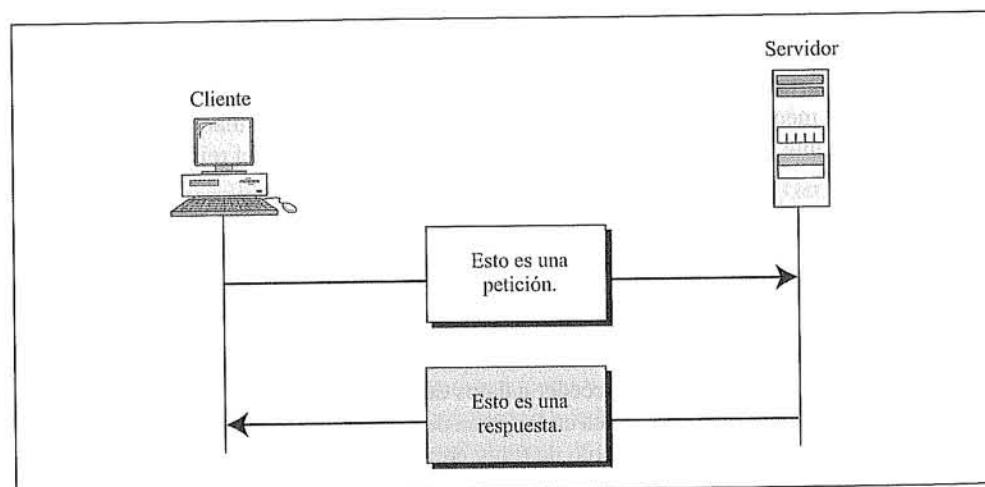 Servidor
Cliente
Esto es una
petición.
Esto es una
respuesta.